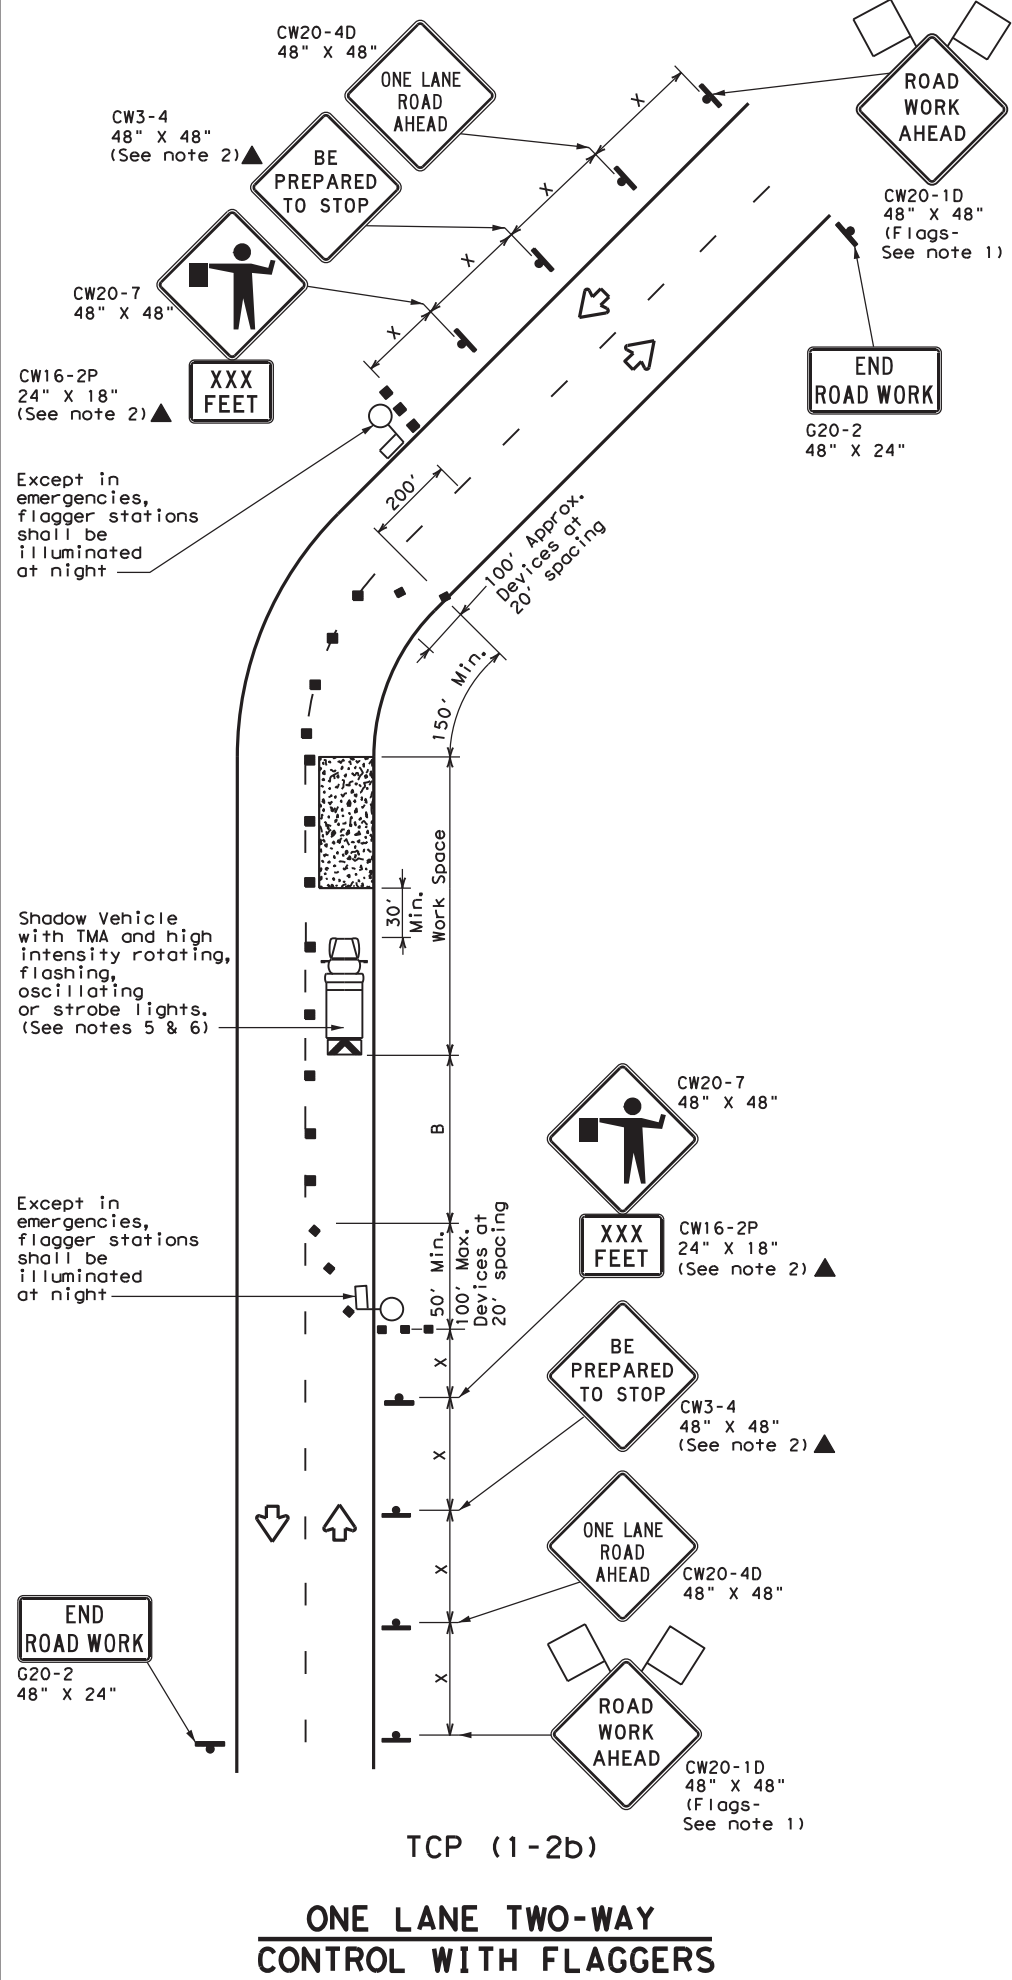 CW20-4D
48" X 48"
ONE LANE
ROAD
AHEAD
CW3-4
48" X 48"
(See note 2)
BE
PREPARED
TO STOP
CW20-7
48" X 48"
CW16-2P
24" X 18"
(See note 2)
XXX
FEET
X
X
X
X
ROAD
WORK
AHEAD
CW20-1D
48" X 48"
(Flags-
See note 1)
END
ROAD WORK
G20-2
48" X 24"
Except in
emergencies,
flagger stations
shall be
illuminated
at night
200'
100' Approx.
Devices at
20' spacing
150' Min.
Work Space
30'
Min.
Shadow Vehicle
with TMA and high
intensity rotating,
flashing,
oscillating
or strobe lights.
(See notes 5 & 6)
B
CW20-7
48" X 48"
XXX
FEET
CW16-2P
24" X 18"
(See note 2)
Except in
emergencies,
flagger stations
shall be
illuminated
at night
50' Min.
100' Max.
Devices at
20' spacing
X
BE
PREPARED
TO STOP
CW3-4
48" X 48"
(See note 2)
X
ONE LANE
ROAD
AHEAD
CW20-4D
48" X 48"
X
END
ROAD WORK
G20-2
48" X 24"
X
ROAD
WORK
AHEAD
CW20-1D
48" X 48"
(Flags-
See note 1)
TCP (1-2b)
ONE LANE TWO-WAY
CONTROL WITH FLAGGERS